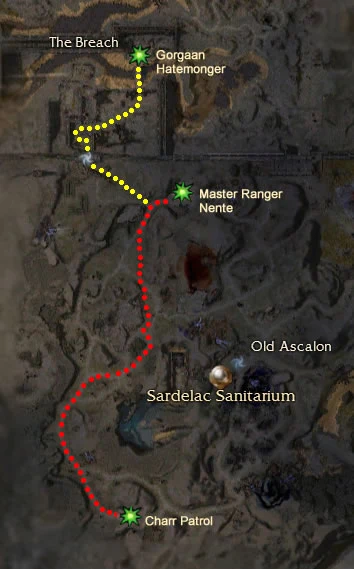 The Breach
Gorgaan
Hatemonger
Master Ranger
Nente
Old Ascalon
Sardelac Sanitarium
Charr Patrol